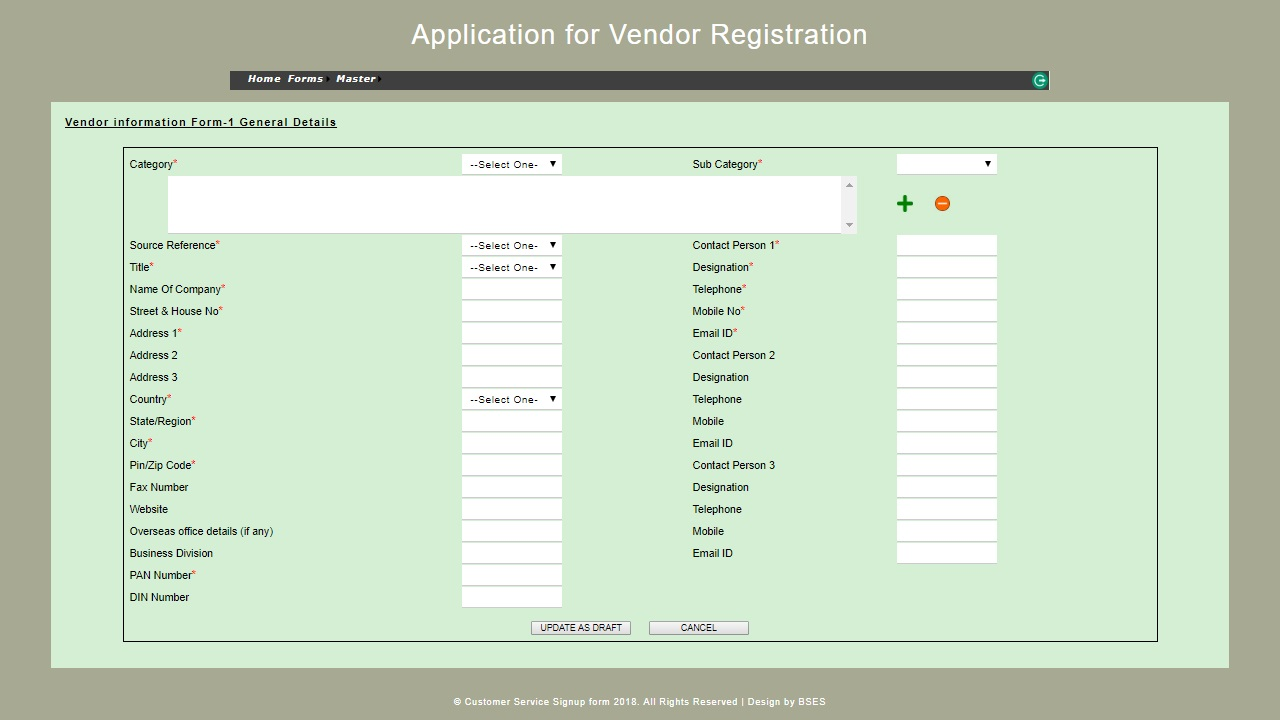 Application for Vendor Registration
Home Forms Master
Vendor information Form-1 General Details
Category* --Select One- Sub Category*
Source Reference* --Select One- Contact Person 1*
Title* --Select One- Designation*
Name Of Company* Telephone*
Street & House No* Mobile No*
Address 1* Email ID*
Address 2 Contact Person 2
Address 3 Designation
Country* --Select One- Telephone
State/Region* Mobile
City* Email ID
Pin/Zip Code* Contact Person 3
Fax Number Designation
Website Telephone
Overseas office details (if any) Mobile
Business Division Email ID
PAN Number*
DIN Number
UPDATE AS DRAFT CANCEL
© Customer Service Signup form 2018. All Rights Reserved | Design by BSES